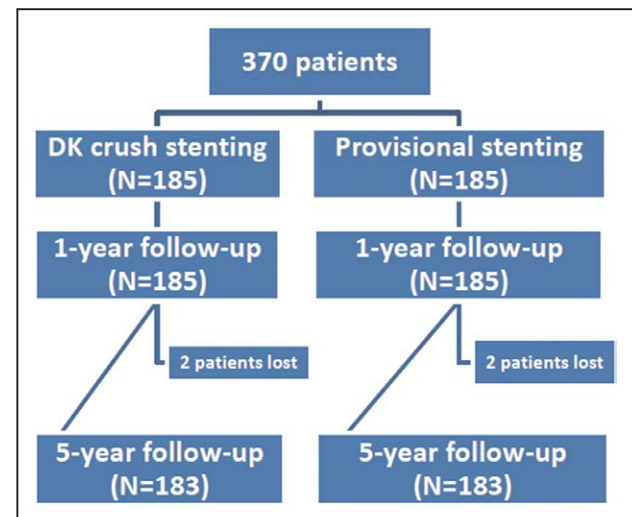 370 patients
DK crush stenting
(N=185)
Provisional stenting
(N=185)
1-year follow-up
(N=185)
1-year follow-up
(N=185)
2 patients lost
2 patients lost
5-year follow-up
(N=183)
5-year follow-up
(N=183)